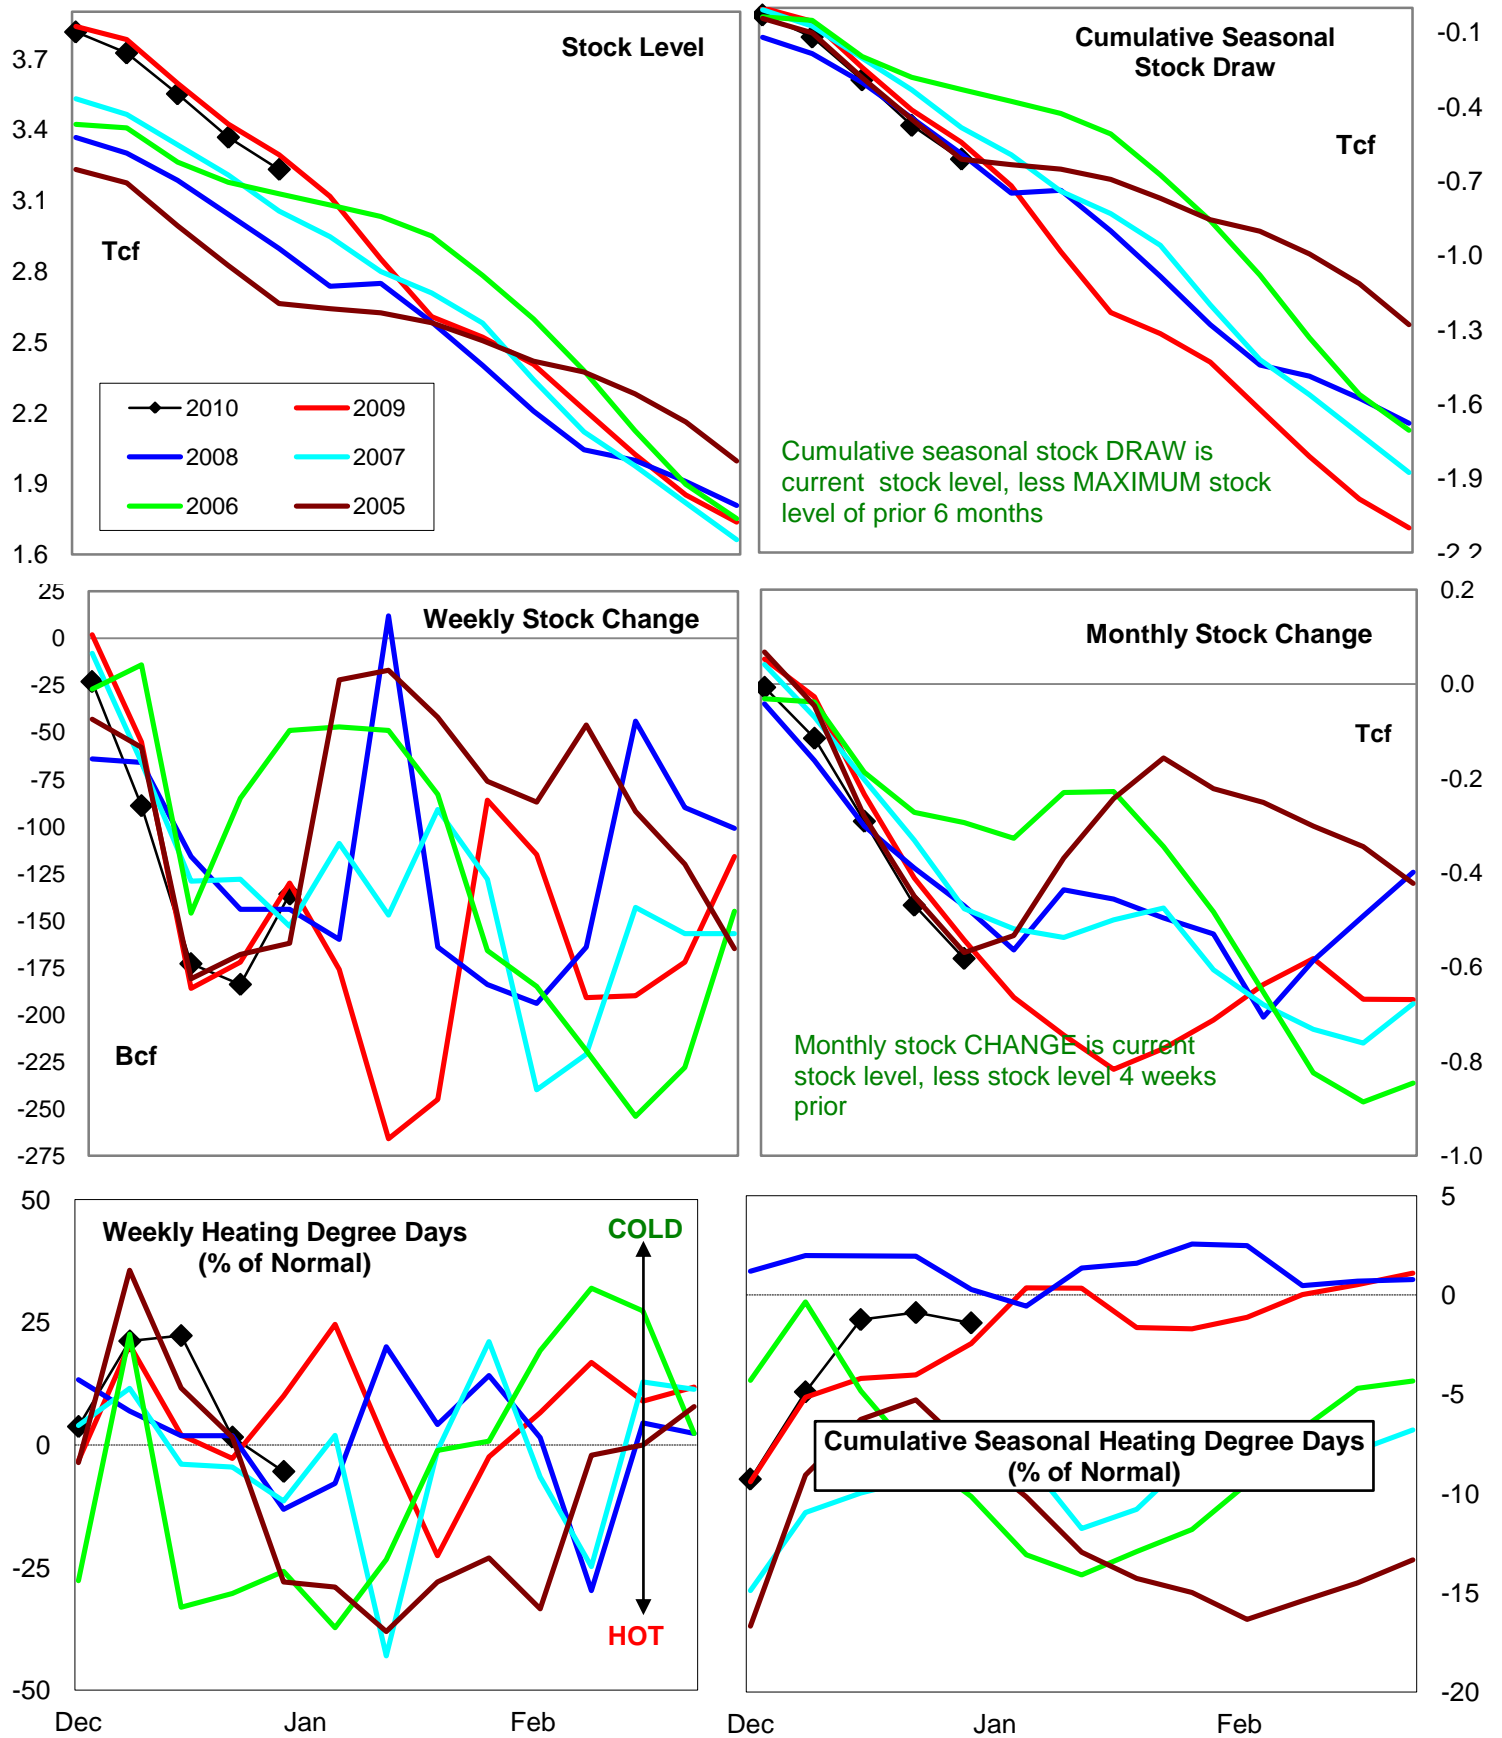 Stock Level
Tcf
3.7
3.4
3.1
2.8
2.5
2.2
1.9
1.6
2010
2009
2008
2007
2006
2005
Cumulative Seasonal
Stock Draw
Tcf
-0.1
-0.4
-0.7
-1.0
-1.3
-1.6
-1.9
-2.2
Cumulative seasonal stock DRAW is
current stock level, less MAXIMUM stock
level of prior 6 months
Weekly Stock Change
25
0
-25
-50
-75
-100
-125
-150
-175
-200
-225
-250
-275
Bcf
Monthly Stock Change
Tcf
0.2
0.0
-0.2
-0.4
-0.6
-0.8
-1.0
Monthly stock CHANGE is current
stock level, less stock level 4 weeks
prior
Weekly Heating Degree Days
(% of Normal)
COLD
HOT
50
25
0
-25
-50
Dec
Jan
Feb
Cumulative Seasonal Heating Degree Days
(% of Normal)
5
0
-5
-10
-15
-20
Dec
Jan
Feb